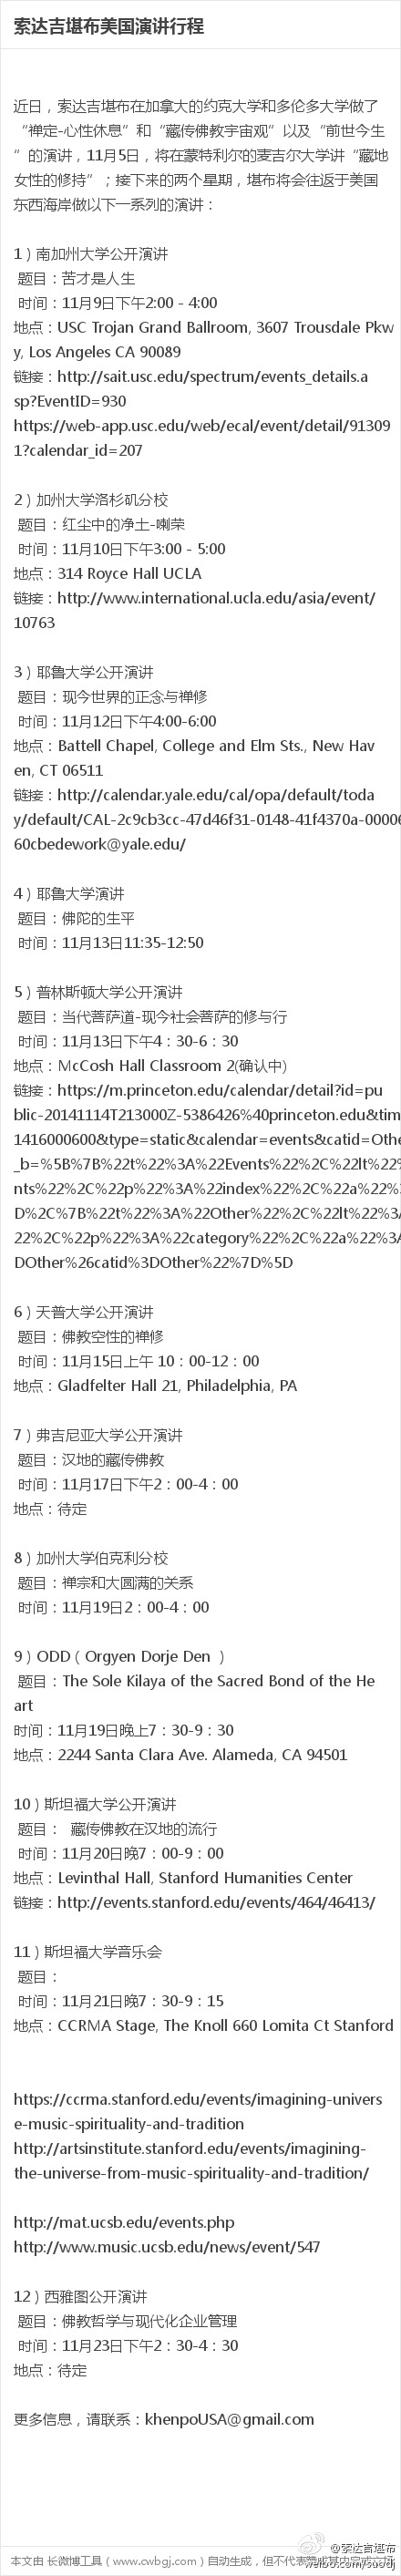 索达吉堪布美国演讲行程
近日，索达吉堪布在加拿大的约克大学和多伦多大学做了
“禅定-心性休息”和“藏传佛教宇宙观”以及“前世今生
”的演讲，11月5日，将在蒙特利尔的麦吉尔大学讲“藏地
女性的修持”；接下来的两个星期，堪布将会往返于美国
东西海岸做以下一系列的演讲：
1）南加州大学公开演讲
题目：苦才是人生
时间：11月9日下午2:00 - 4:00
地点：USC Trojan Grand Ballroom, 3607 Trousdale Pkw
y, Los Angeles CA 90089
链接：http://sait.usc.edu/spectrum/events_details.a
sp?EventID=930
https://web-app.usc.edu/web/ecal/event/detail/91309
1?calendar_id=207
2）加州大学洛杉矶分校
题目：红尘中的净土-喇荣
时间：11月10日下午3:00 - 5:00
地点：314 Royce Hall UCLA
链接：http://www.international.ucla.edu/asia/event/
10763
3）耶鲁大学公开演讲
题目：现今世界的正念与禅修
时间：11月12日下午4:00-6:00
地点：Battell Chapel, College and Elm Sts., New Hav
en, CT 06511
链接：http://calendar.yale.edu/cal/opa/default/toda
y/default/CAL-2c9cb3cc-47d46f31-0148-41f4370a-00006
60cbedework@yale.edu/
4）耶鲁大学演讲
题目：佛陀的生平
时间：11月13日11:35-12:50
5）普林斯顿大学公开演讲
题目：当代菩萨道-现今社会菩萨的修与行
时间：11月13日下午4：30-6：30
地点：McCosh Hall Classroom 2(确认中)
链接：https://m.princeton.edu/calendar/detail?id=pu
blic-20141114T213000Z-5386426%40princeton.edu&tim
1416000600&type=static&calendar=events&catid=Othe
_b=%5B%7B%22t%22%3A%22Events%22%2C%22lt%22%
nts%22%2C%22p%22%3A%22index%22%2C%22a%22%3
D%2C%7B%22t%22%3A%22Other%22%2C%22lt%22%3A
22%2C%22p%22%3A%22category%22%2C%22a%22%3A
DOther%26catid%3DOther%22%7D%5D
6）天普大学公开演讲
题目：佛教空性的禅修
时间：11月15日上午 10：00-12：00
地点：Gladfelter Hall 21, Philadelphia, PA
7）弗吉尼亚大学公开演讲
题目：汉地的藏传佛教
时间：11月17日下午2：00-4：00
地点：待定
8）加州大学伯克利分校
题目：禅宗和大圆满的关系
时间：11月19日2：00-4：00
9）ODD（Orgyen Dorje Den ）
题目：The Sole Kilaya of the Sacred Bond of the He
art
时间：11月19日晚上7：30-9：30
地点：2244 Santa Clara Ave. Alameda, CA 94501
10）斯坦福大学公开演讲
题目： 藏传佛教在汉地的流行
时间：11月20日晚7：00-9：00
地点：Levinthal Hall, Stanford Humanities Center
链接：http://events.stanford.edu/events/464/46413/
11）斯坦福大学音乐会
题目：
时间：11月21日晚7：30-9：15
地点：CCRMA Stage, The Knoll 660 Lomita Ct Stanford
https://ccrma.stanford.edu/events/imagining-univers
e-music-spirituality-and-tradition
http://artsinstitute.stanford.edu/events/imagining-
the-universe-from-music-spirituality-and-tradition/
http://mat.ucsb.edu/events.php
http://www.music.ucsb.edu/news/event/547
12）西雅图公开演讲
题目：佛教哲学与现代化企业管理
时间：11月23日下午2：30-4：30
地点：待定
更多信息，请联系：khenpoUSA@gmail.com
@索达吉堪布
weibo.com/suodj
本文由 长微博工具（www.cwbgj.com）自动生成，但不代表